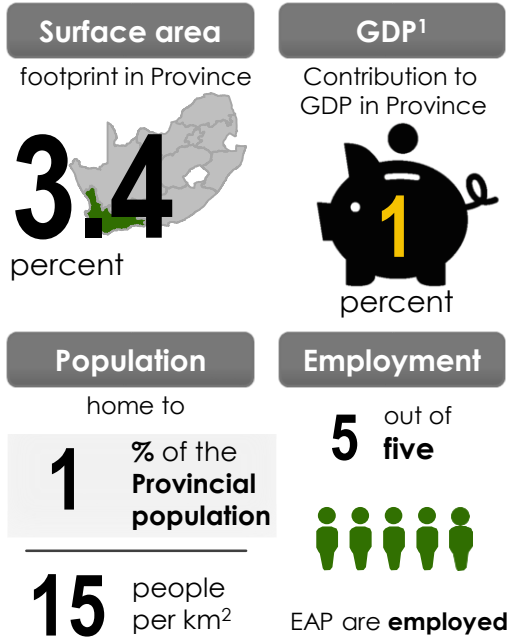 Surface area
footprint in Province
3.4
percent
GDP¹
Contribution to
GDP in Province
1
percent
Population
home to
1
% of the
Provincial
population
15
people
per km²
Employment
5
out of
five
EAP are employed